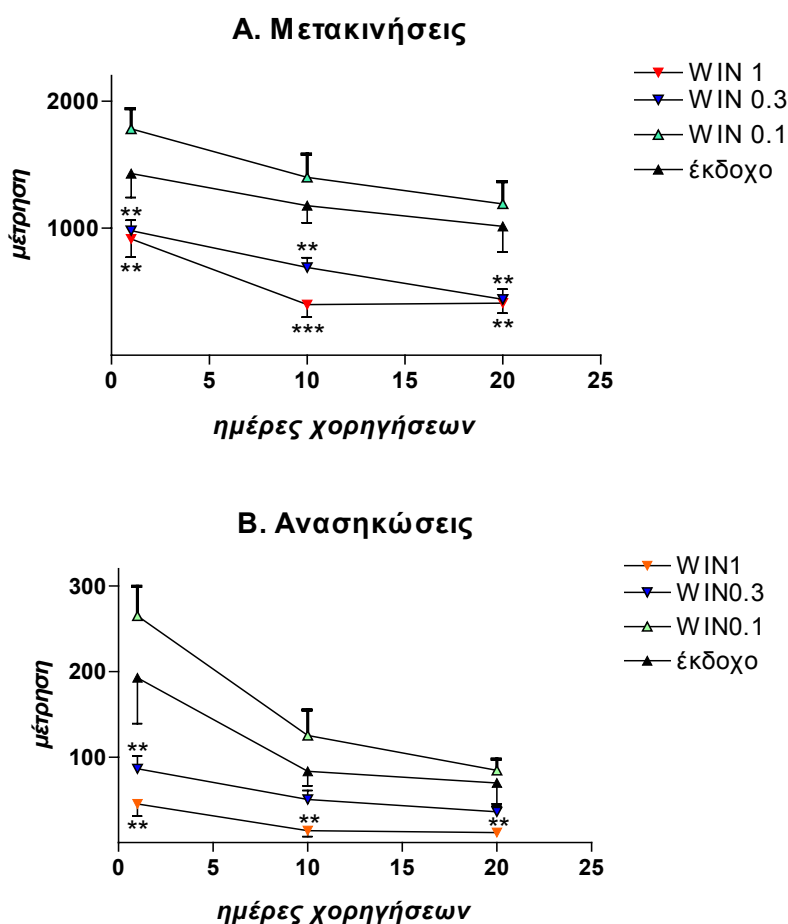 Α. Μετακινήσεις
WIN 1
WIN 0.3
WIN 0.1
έκδοχο
μέτρηση
2000
1000
**
**
**
***
**
**
0
5
10
15
20
25
ημέρες χορηγήσεων
Β. Ανασηκώσεις
WIN1
WIN0.3
WIN0.1
έκδοχο
μέτρηση
300
200
100
**
**
**
**
0
5
10
15
20
25
ημέρες χορηγήσεων